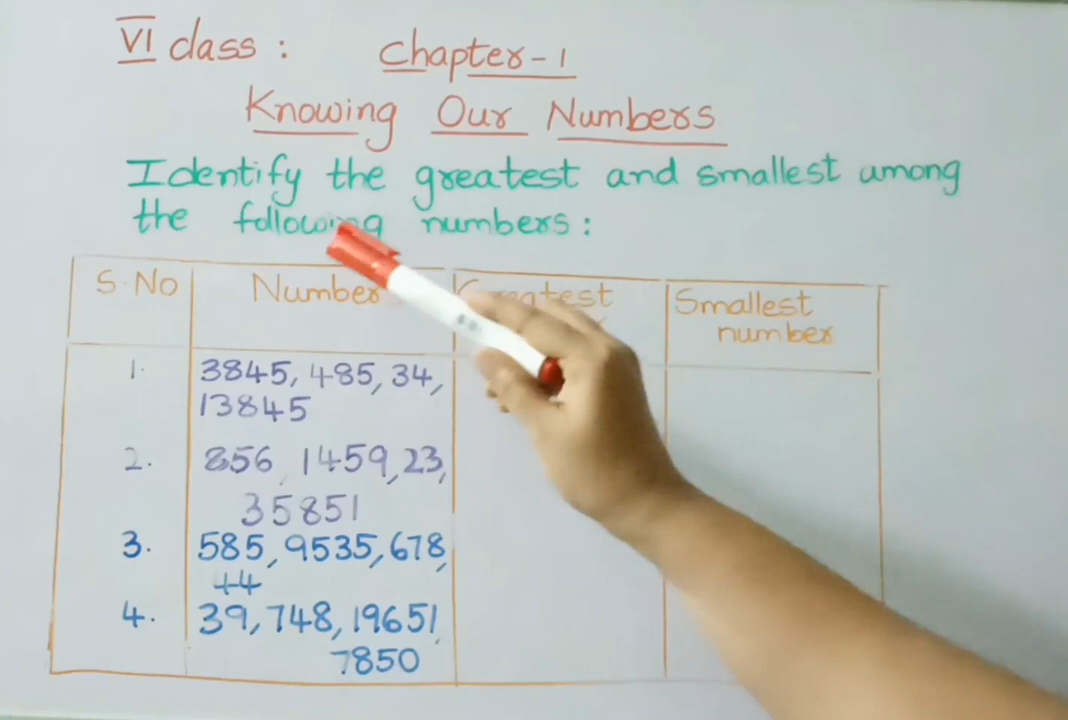 VI class : Chapter-1
Knowing Our Numbers
Identify the greatest and smallest among
the following numbers :
S.No Number Smallest
number
1. 3845, 485, 34,
13845
2. 856, 1459, 23,
35851
3. 585, 9535, 678,
44
4. 39, 748, 19651,
7850